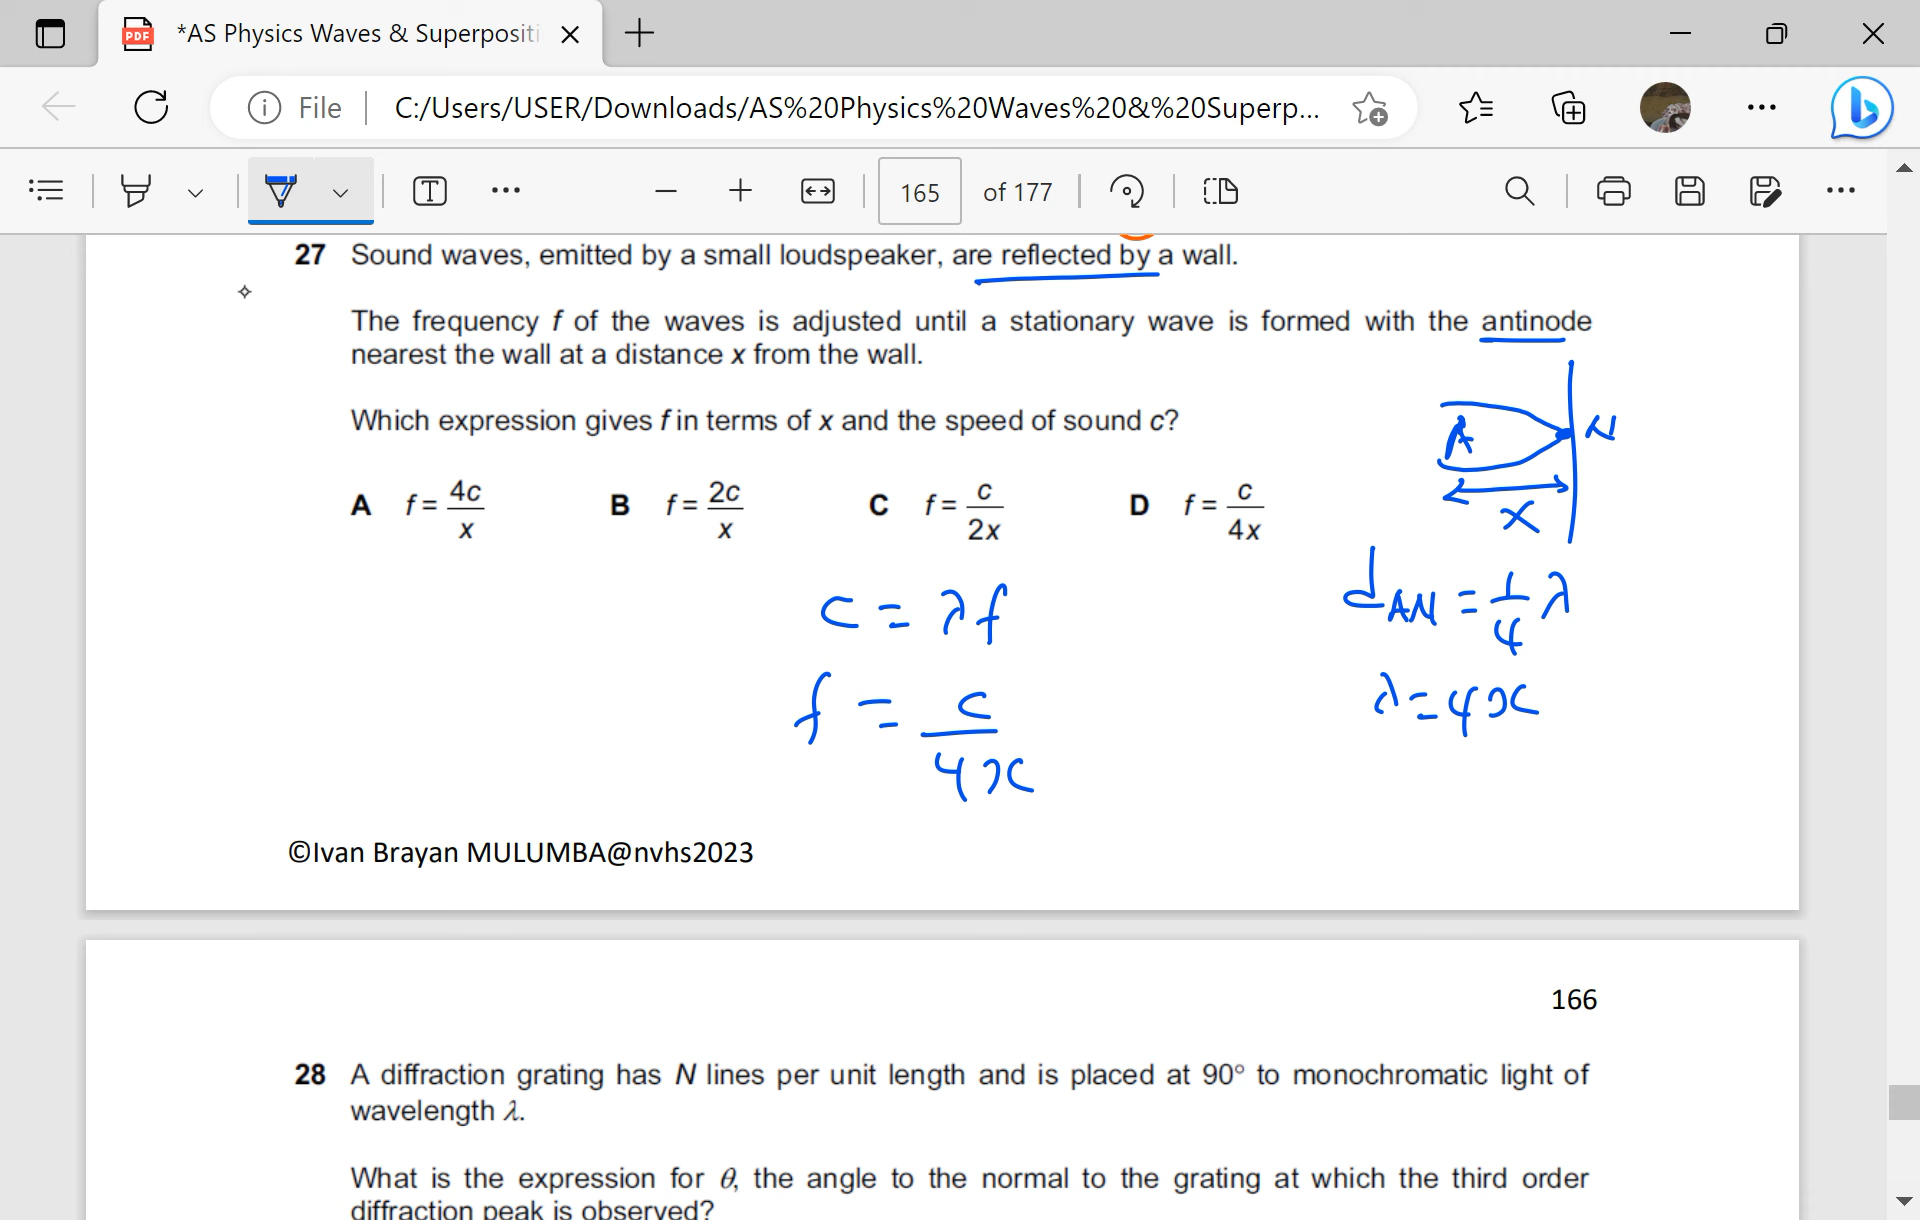 *AS Physics Waves & Superpositi
File
C:/Users/USER/Downloads/AS%20Physics%20Waves%20&%20Superp...
165 of 177
27 Sound waves, emitted by a small loudspeaker, are reflected by a wall.
The frequency f of the waves is adjusted until a stationary wave is formed with the antinode
nearest the wall at a distance x from the wall.
Which expression gives f in terms of x and the speed of sound c?
A f = 4c/x B f = 2c/x C f = c/2x D f = c/4x
A N
x
d_AN = 1/4 λ
λ = 4x
c = λf
f = c/4x
©Ivan Brayan MULUMBA@nvhs2023
166
28 A diffraction grating has N lines per unit length and is placed at 90° to monochromatic light of
wavelength λ.
What is the expression for θ, the angle to the normal to the grating at which the third order
diffraction peak is observed?